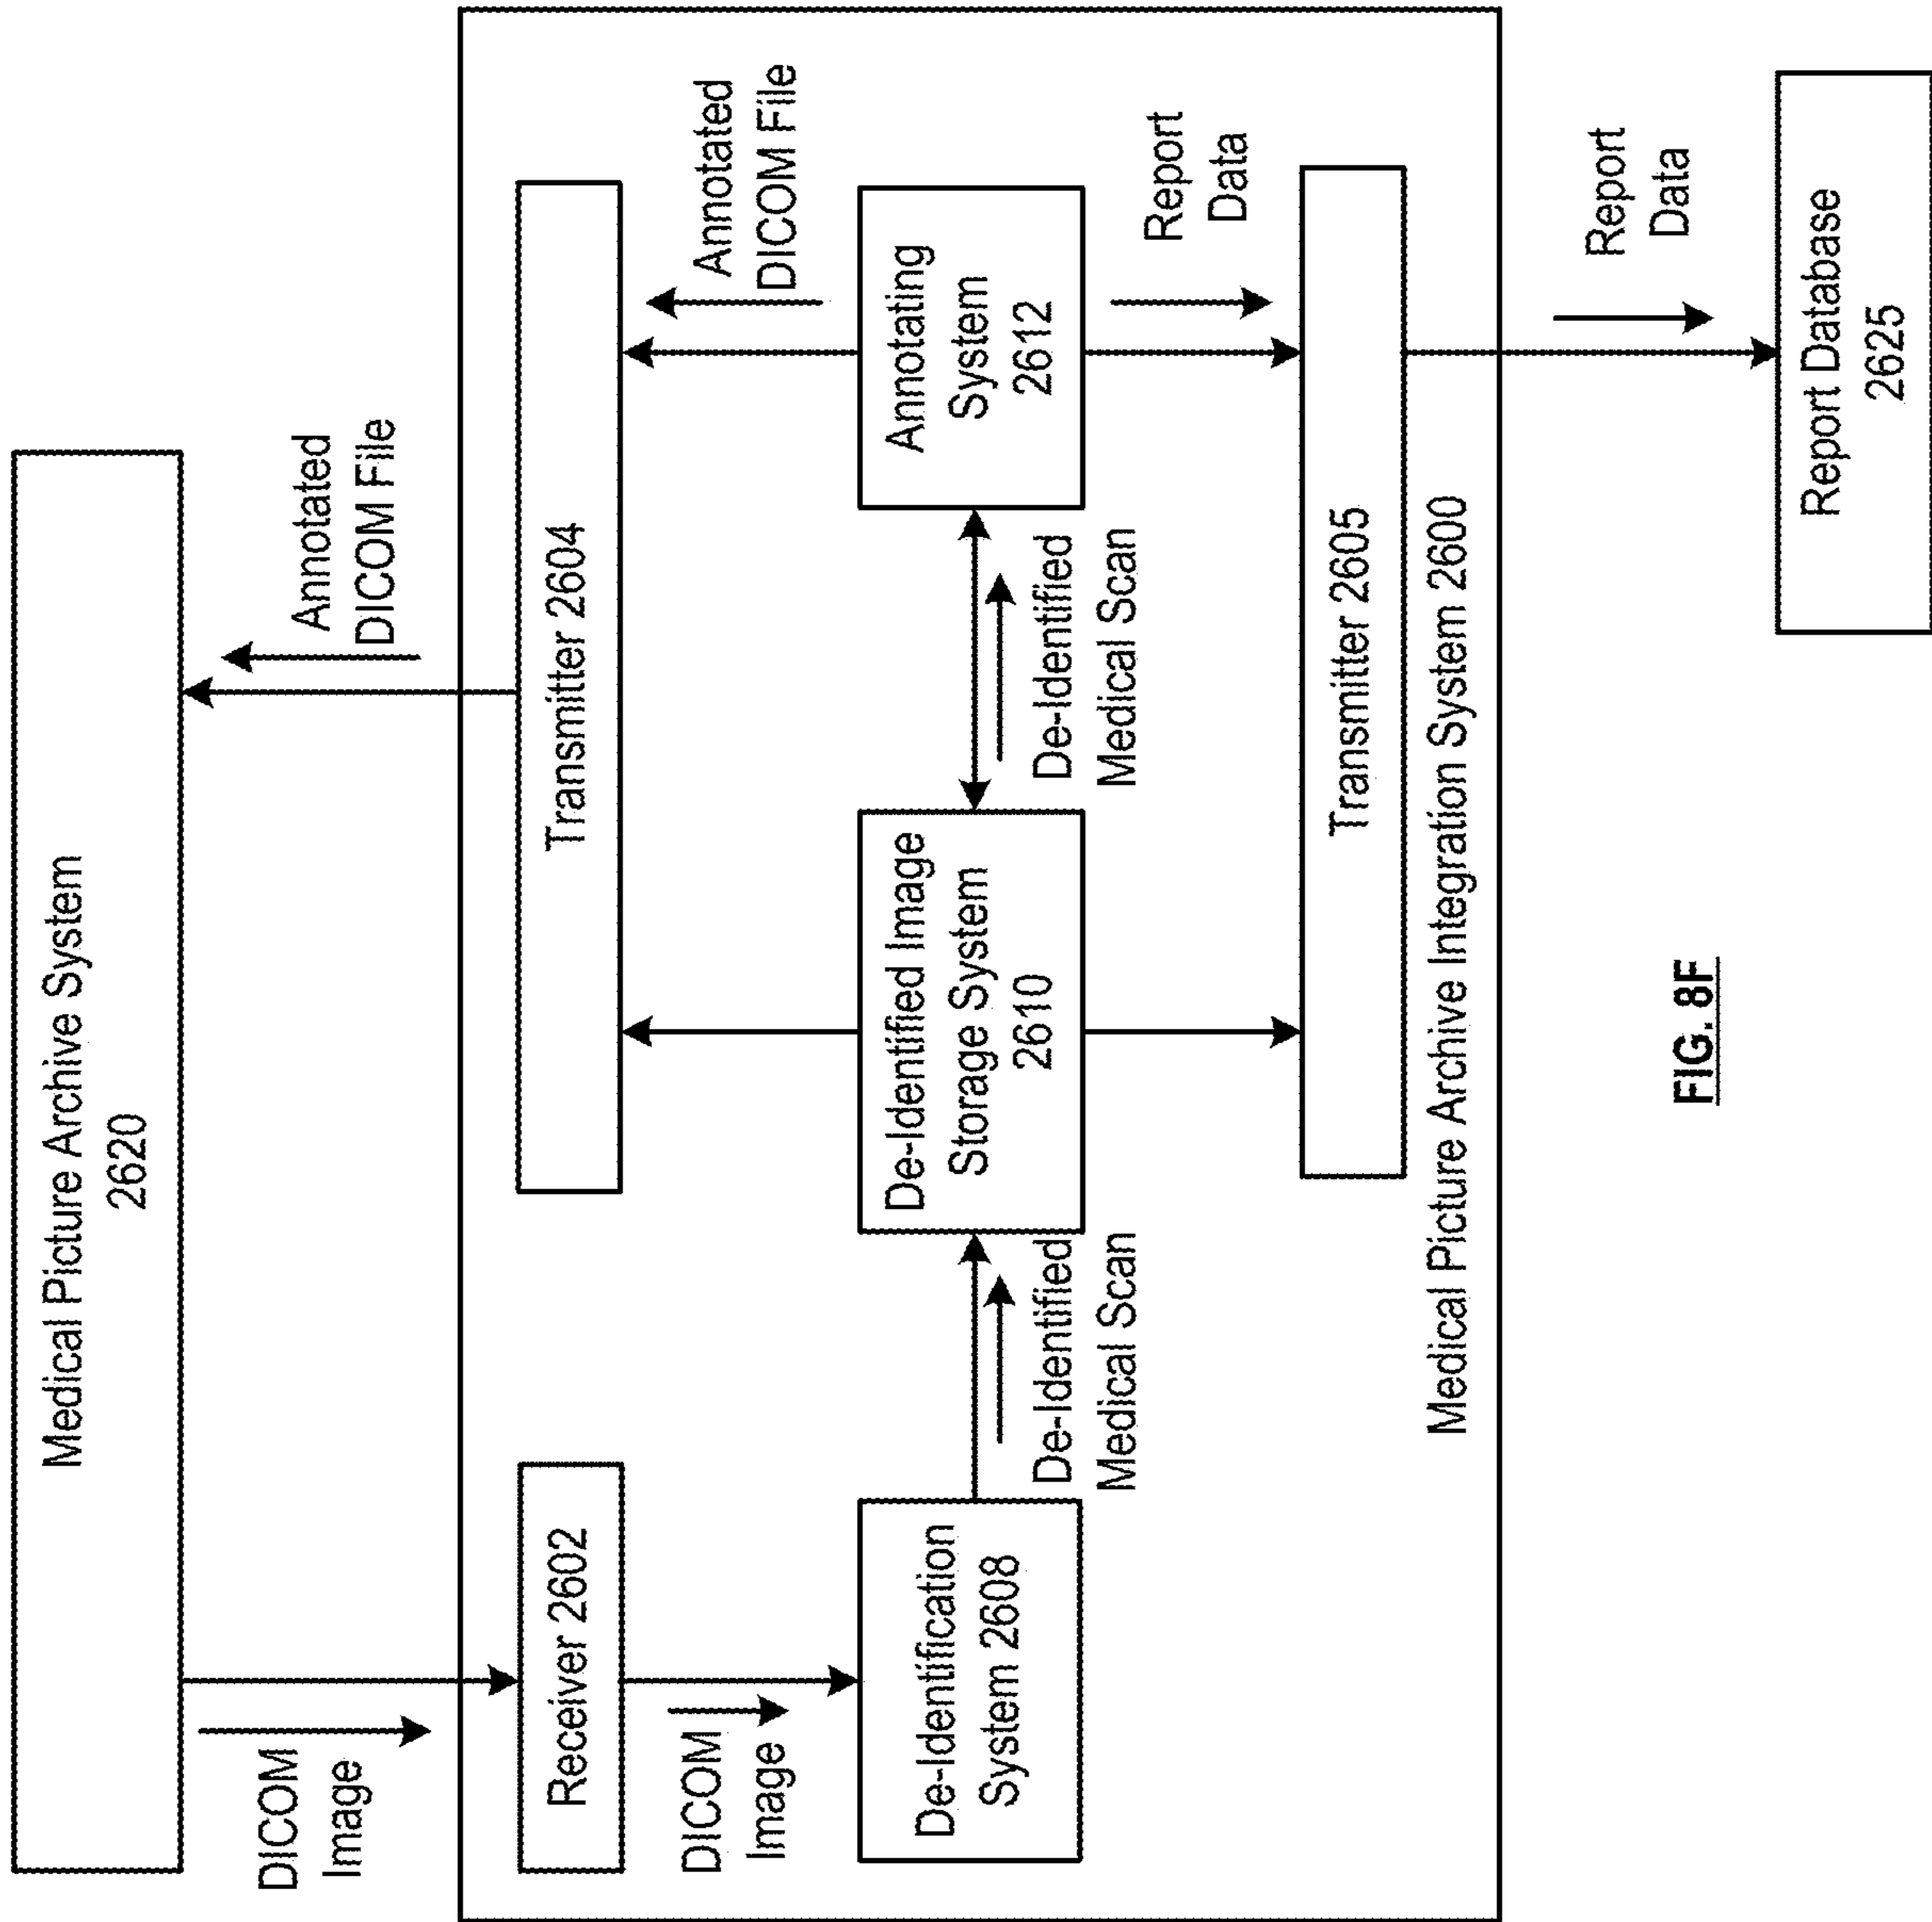 Medical Picture Archive System
2620
DICOM
Image
Annotated
DICOM File
Receiver 2602
Transmitter 2604
DICOM
Image
Annotated
DICOM File
De-Identification
System 2608
De-Identified
Medical Scan
De-Identified Image
Storage System
2610
De-Identified
Medical Scan
Annotating
System
2612
Report
Data
Transmitter 2605
Medical Picture Archive Integration System 2600
Report
Data
Report Database
2625
FIG. 8F